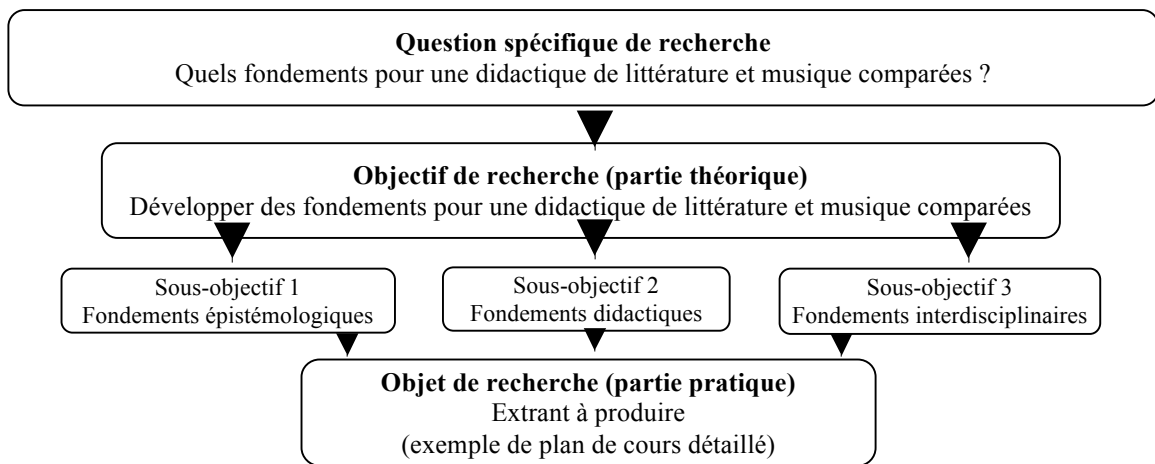 Question spécifique de recherche
Quels fondements pour une didactique de littérature et musique comparées ?
Objectif de recherche (partie théorique)
Développer des fondements pour une didactique de littérature et musique comparées
Sous-objectif 1
Fondements épistémologiques
Sous-objectif 2
Fondements didactiques
Sous-objectif 3
Fondements interdisciplinaires
Objet de recherche (partie pratique)
Extrant à produire
(exemple de plan de cours détaillé)